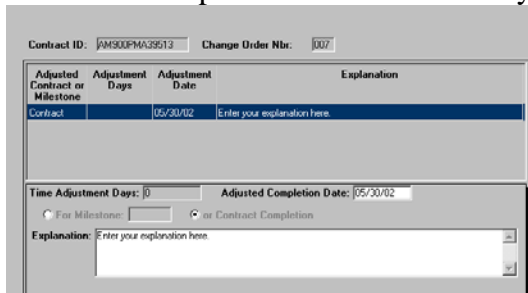 Contract ID: AM900PMA39513 Change Order Nbr: 007
Adjusted Contract or Milestone Adjustment Days Adjustment Date Explanation
Contract 05/30/02 Enter your explanation here.
Time Adjustment Days: 0 Adjusted Completion Date: 05/30/02
For Milestone: or Contract Completion
Explanation: Enter your explanation here.